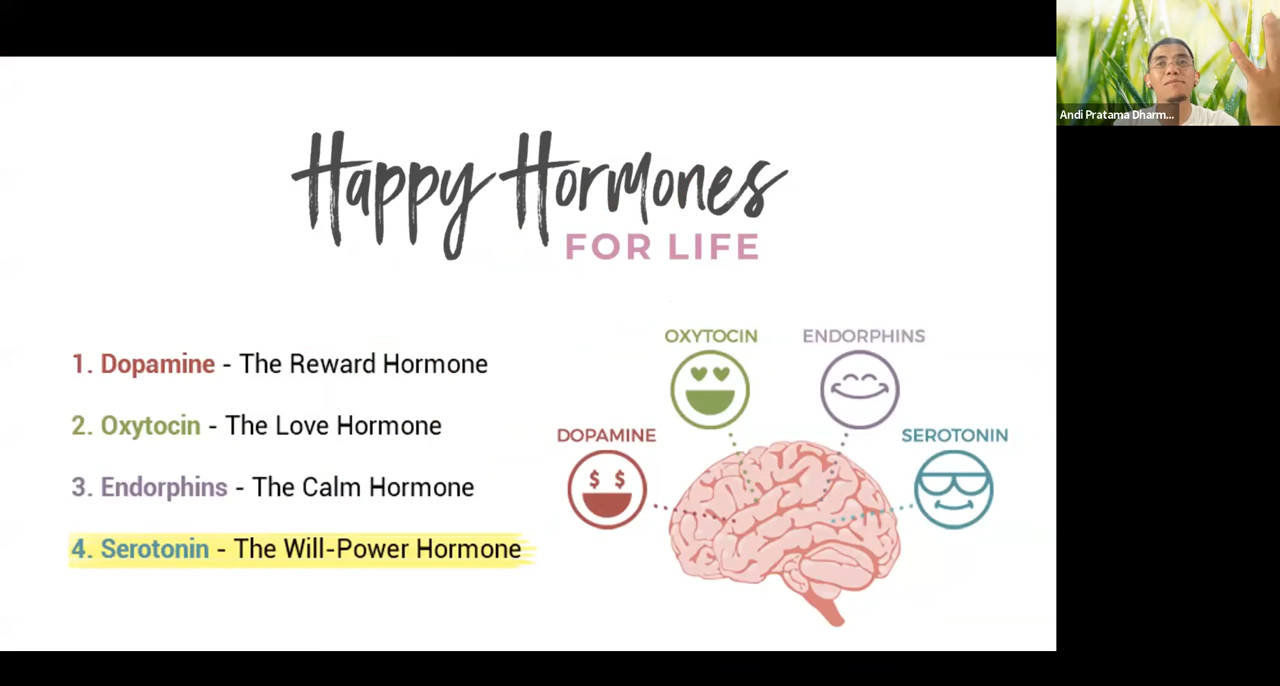 Happy Hormones
FOR LIFE
1. Dopamine - The Reward Hormone
2. Oxytocin - The Love Hormone
3. Endorphins - The Calm Hormone
4. Serotonin - The Will-Power Hormone
OXYTOCIN
ENDORPHINS
DOPAMINE
SEROTONIN
$ $
Andi Pratama Dharm...